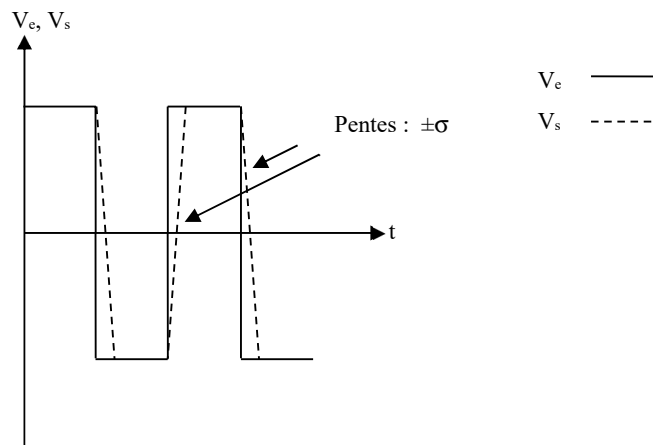 Vₑ, Vₛ
Vₑ
Vₛ
Pentes : ±σ
t